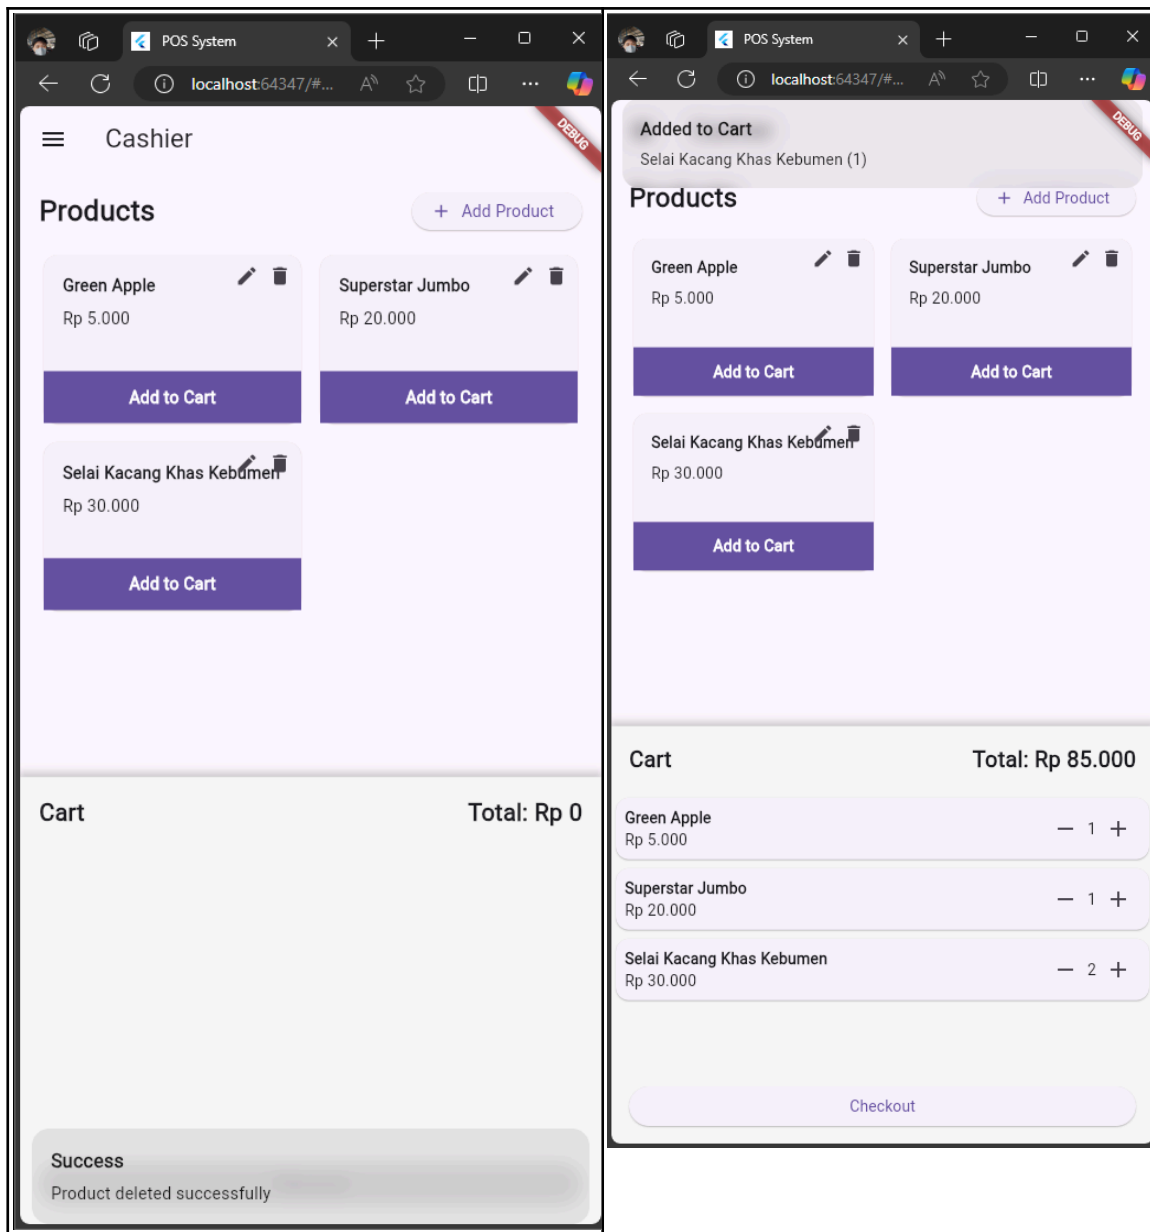 POS System
localhost:64347/#...
Cashier
DEBUG
Products
+ Add Product
Green Apple
Rp 5.000
Add to Cart
Superstar Jumbo
Rp 20.000
Add to Cart
Selai Kacang Khas Kebumen
Rp 30.000
Add to Cart
Cart
Total: Rp 0
Success
Product deleted successfully
POS System
localhost:64347/#...
Added to Cart
Selai Kacang Khas Kebumen (1)
DEBUG
Products
+ Add Product
Green Apple
Rp 5.000
Add to Cart
Superstar Jumbo
Rp 20.000
Add to Cart
Selai Kacang Khas Kebumen
Rp 30.000
Add to Cart
Cart
Total: Rp 85.000
Green Apple
Rp 5.000
1
Superstar Jumbo
Rp 20.000
1
Selai Kacang Khas Kebumen
Rp 30.000
2
Checkout